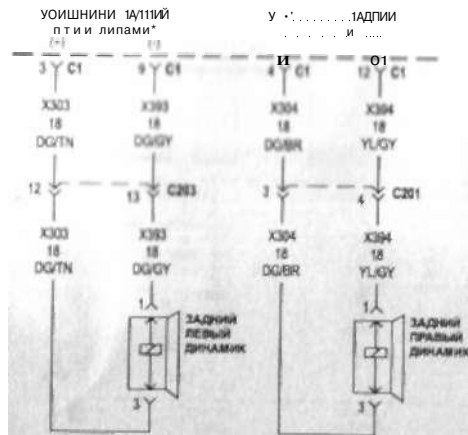 (+) (-)
3 C1 9 C1 4 C1 12 C1
X303 X393 X304 X394
18 18 18 18
DG/TN DG/GY DG/BR YL/GY
12 13 C203 3 4 C201
X303 X393 X304 X394
18 18 18 18
DG/TN DG/GY DG/BR YL/GY
1 1
ЗАДНИЙ ЗАДНИЙ
ЛЕВЫЙ ПРАВЫЙ
ДИНАМИК ДИНАМИК
3 3